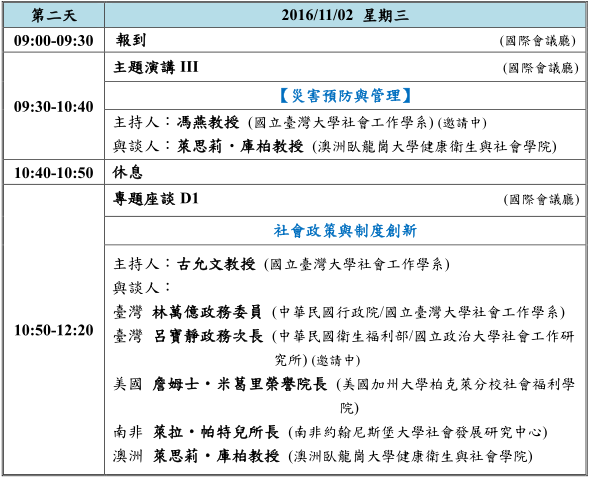 第二天 2016/11/02 星期三
09:00-09:30 報到 (國際會議廳)
09:30-10:40
主題演講 III (國際會議廳)
【災害預防與管理】
主持人：馮燕教授 (國立臺灣大學社會工作學系) (邀請中)
與談人：萊思莉・庫柏教授 (澳洲臥龍崗大學健康衛生與社會學院)
10:40-10:50 休息
10:50-12:20
專題座談 D1 (國際會議廳)
社會政策與制度創新
主持人：古允文教授 (國立臺灣大學社會工作學系)
與談人：
臺灣 林萬億政務委員 (中華民國行政院/國立臺灣大學社會工作學系)
臺灣 呂寶靜政務次長 (中華民國衛生福利部/國立政治大學社會工作研
究所) (邀請中)
美國 詹姆士・米葛里榮譽院長 (美國加州大學柏克萊分校社會福利學
院)
南非 萊拉・帕特兒所長 (南非約翰尼斯堡大學社會發展研究中心)
澳洲 萊思莉・庫柏教授 (澳洲臥龍崗大學健康衛生與社會學院)